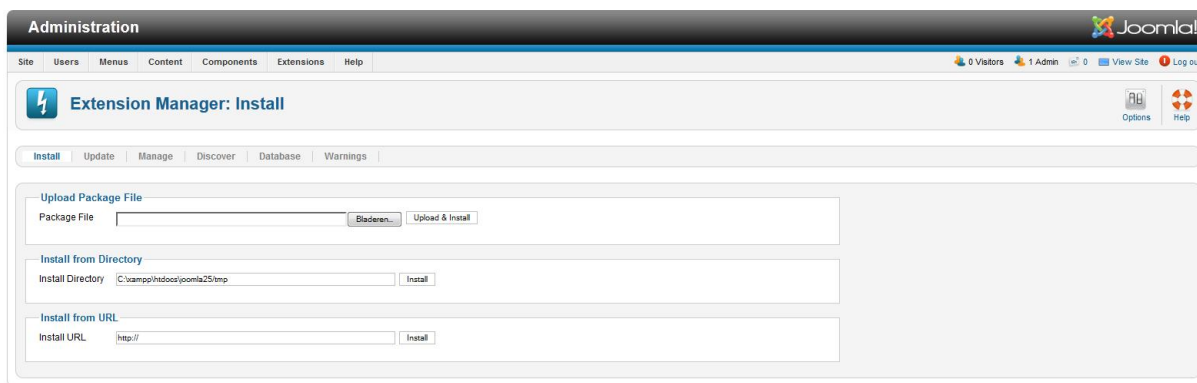 Administration
Joomla!
Site Users Menus Content Components Extensions Help
0 Visitors 1 Admin 0 View Site Log ou
Extension Manager: Install
Options Help
Install Update Manage Discover Database Warnings
Upload Package File
Package File Bladeren... Upload & Install
Install from Directory
Install Directory C:\xampp\htdocs\joomla25/tmp Install
Install from URL
Install URL http:// Install